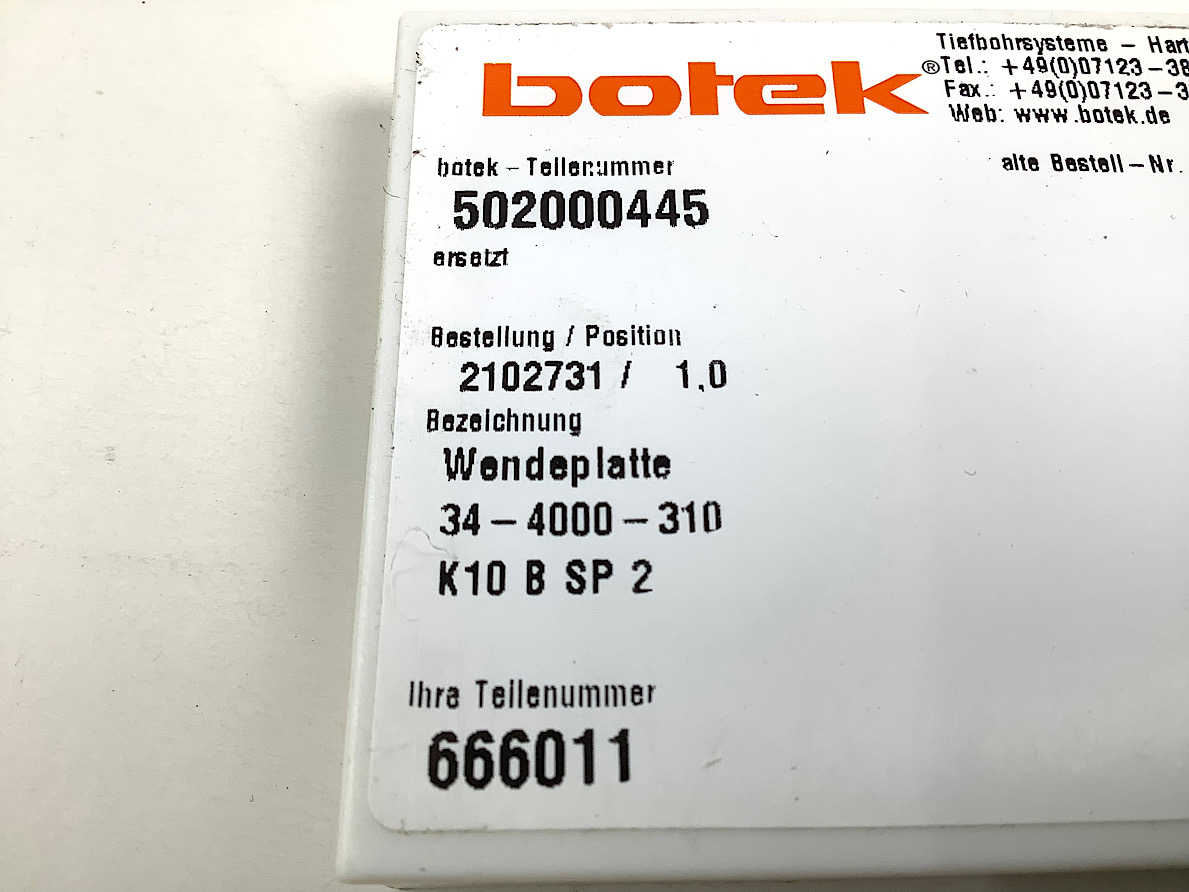 botek®
Tiefbohrsysteme – Hart
Tel.: +49(0)07123–38
Fax.: +49(0)07123–3
Web: www.botek.de
botek – Teilenummer
alte Bestell–Nr.
502000445
ersetzt
Bestellung / Position
2102731 / 1.0
Bezeichnung
Wendeplatte
34–4000–310
K10 B SP 2
Ihre Teilenummer
666011